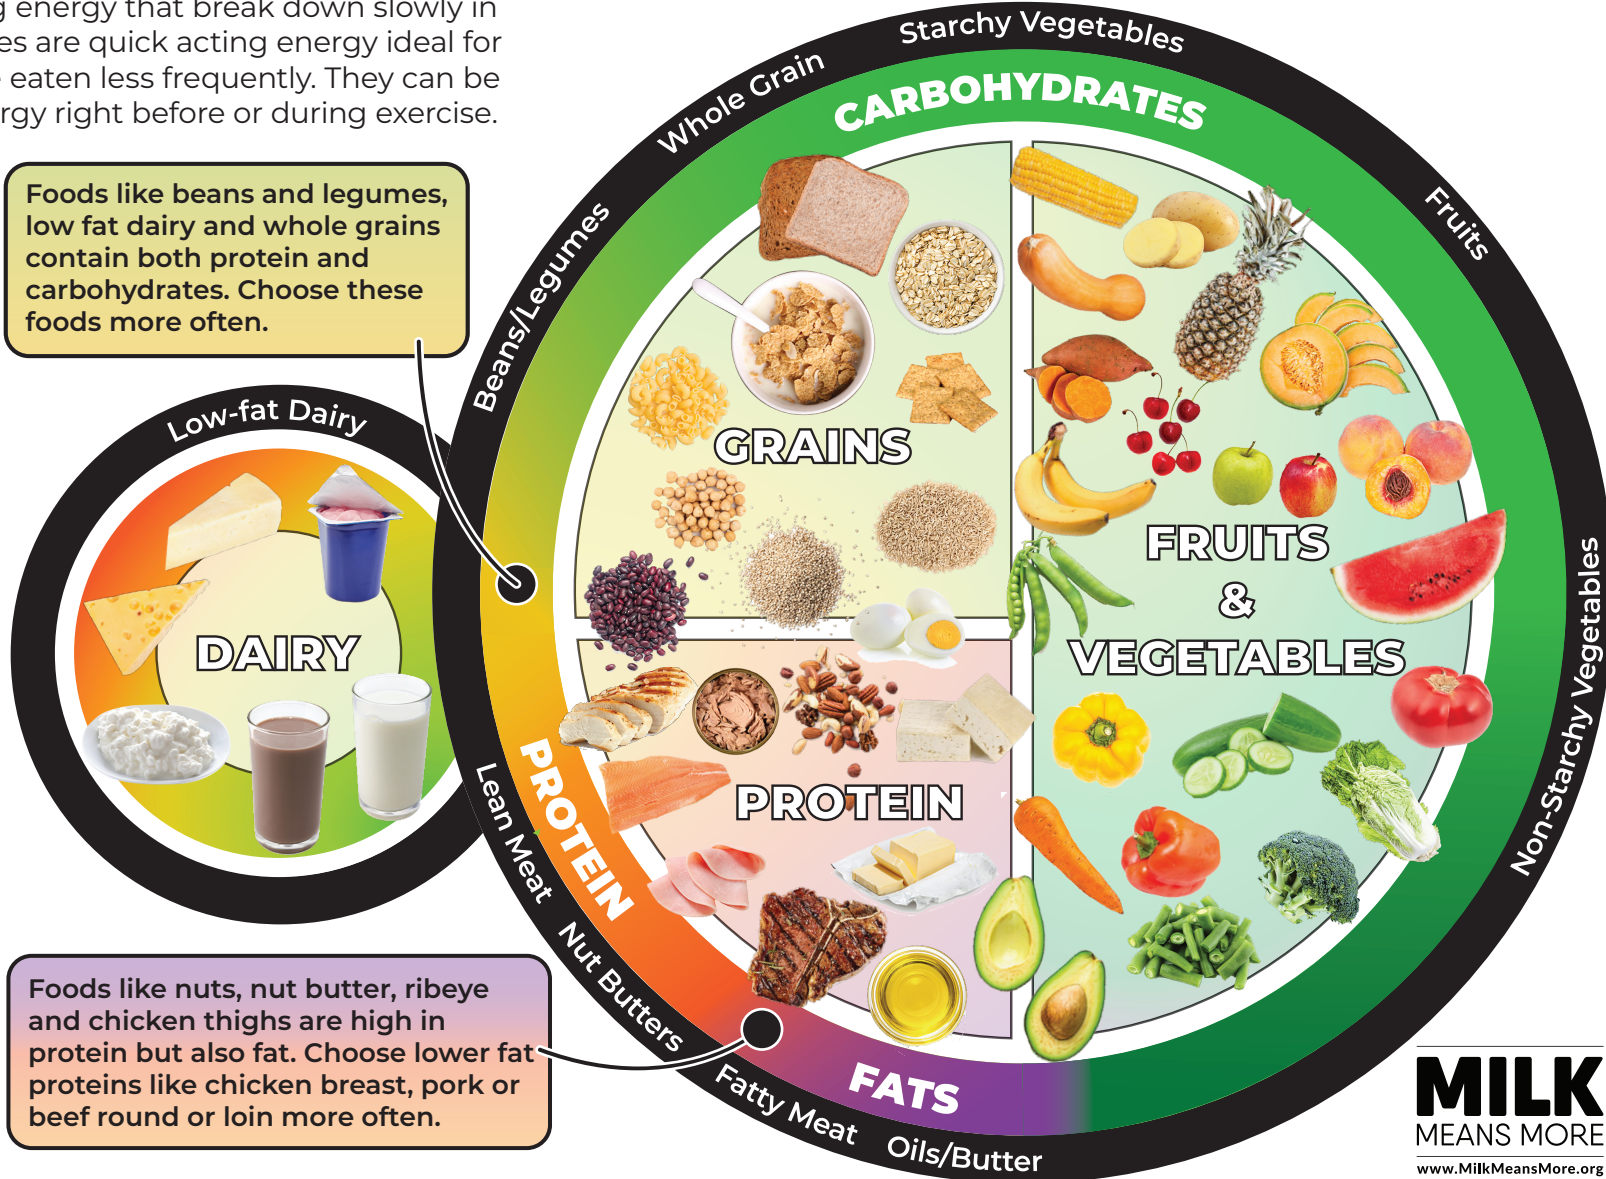 g energy that break down slowly in
es are quick acting energy ideal for
eaten less frequently. They can be
rgy right before or during exercise.
Foods like beans and legumes,
low fat dairy and whole grains
contain both protein and
carbohydrates. Choose these
foods more often.
Low-fat Dairy
DAIRY
Beans/Legumes
Whole Grain
Starchy Vegetables
Fruits
Non-Starchy Vegetables
CARBOHYDRATES
GRAINS
FRUITS
&
VEGETABLES
PROTEIN
PROTEIN
Lean Meat
Nut Butters
Fatty Meat
Oils/Butter
FATS
Foods like nuts, nut butter, ribeye
and chicken thighs are high in
protein but also fat. Choose lower fat
proteins like chicken breast, pork or
beef round or loin more often.
MILK
MEANS MORE
www.MilkMeansMore.org